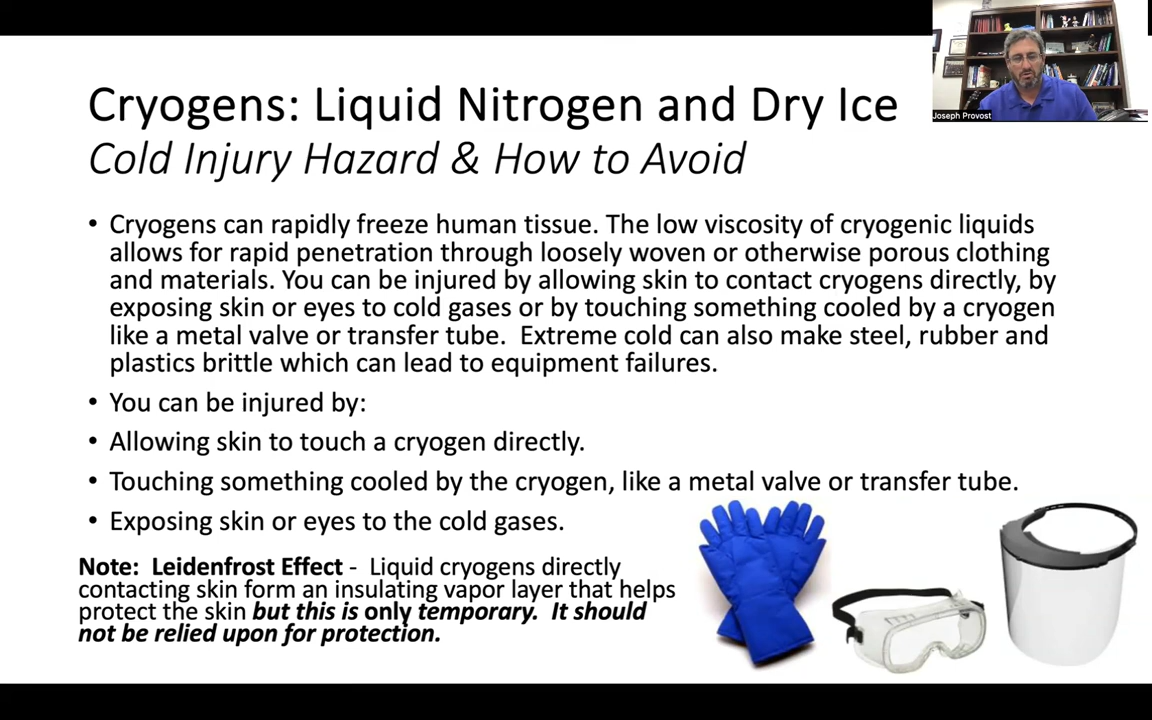 Cryogens: Liquid Nitrogen and Dry Ice
Cold Injury Hazard & How to Avoid
Joseph Provost
• Cryogens can rapidly freeze human tissue. The low viscosity of cryogenic liquids
allows for rapid penetration through loosely woven or otherwise porous clothing
and materials. You can be injured by allowing skin to contact cryogens directly, by
exposing skin or eyes to cold gases or by touching something cooled by a cryogen
like a metal valve or transfer tube.  Extreme cold can also make steel, rubber and
plastics brittle which can lead to equipment failures.
• You can be injured by:
• Allowing skin to touch a cryogen directly.
• Touching something cooled by the cryogen, like a metal valve or transfer tube.
• Exposing skin or eyes to the cold gases.
Note:  Leidenfrost Effect -  Liquid cryogens directly
contacting skin form an insulating vapor layer that helps
protect the skin but this is only temporary.  It should
not be relied upon for protection.